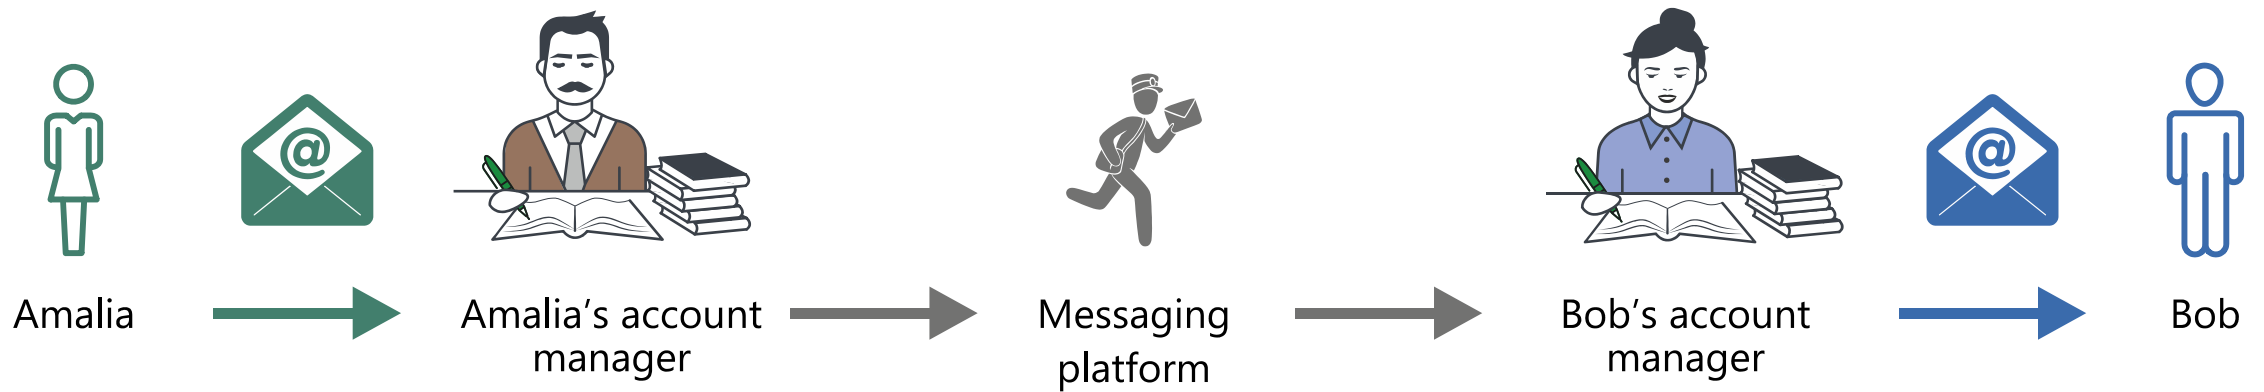 @
@
Amalia
Amalia's account
manager
Messaging
platform
Bob's account
manager
Bob